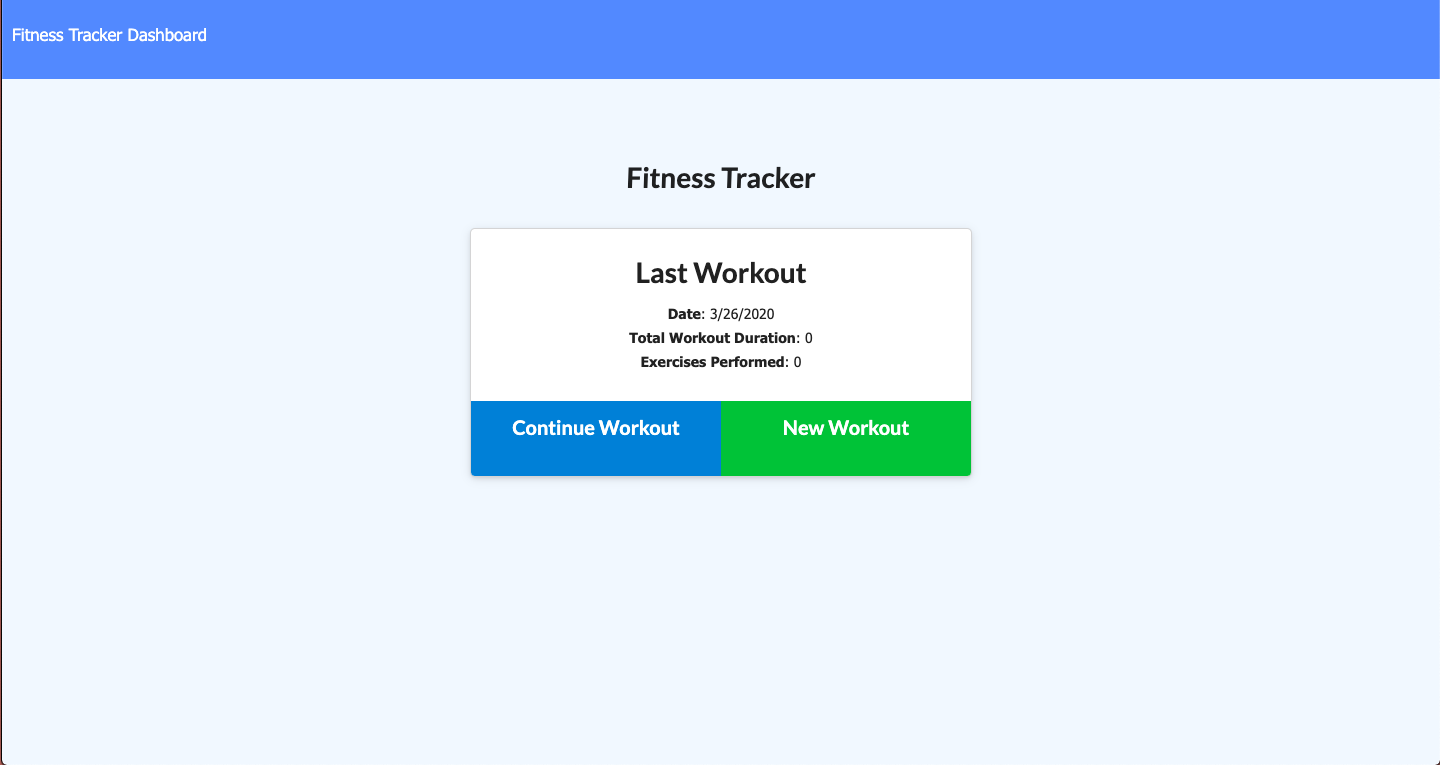 Fitness Tracker Dashboard
Fitness Tracker
Last Workout
Date: 3/26/2020
Total Workout Duration: 0
Exercises Performed: 0
Continue Workout New Workout